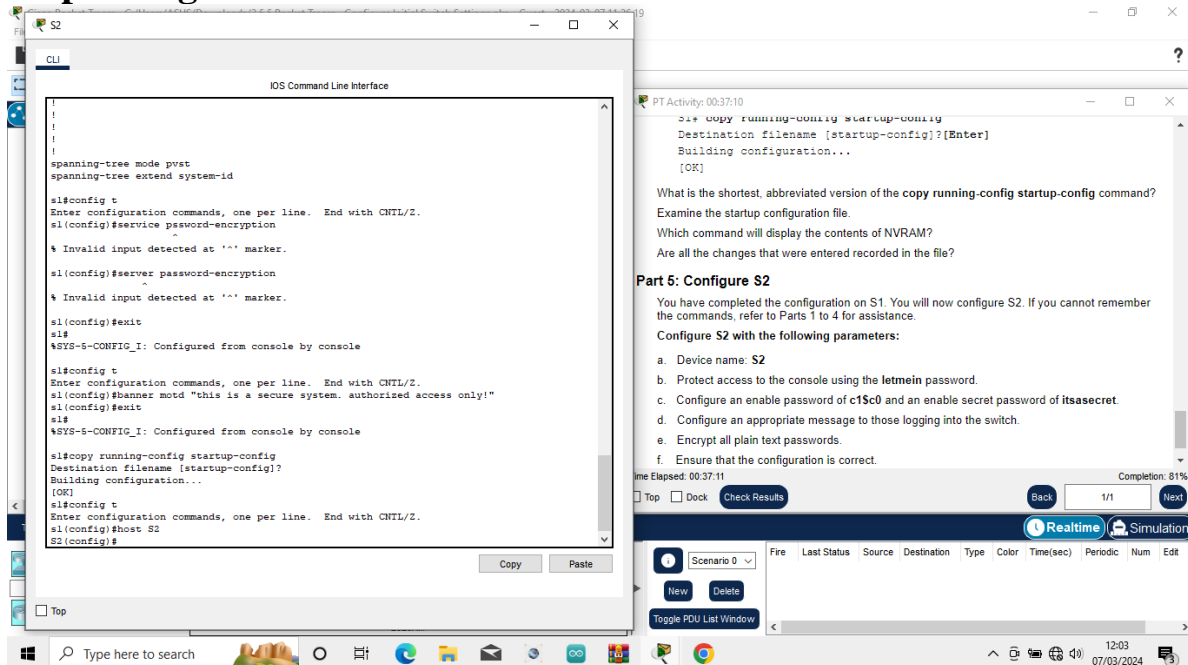 S2
CLI
IOS Command Line Interface
!
!
!
!
!
spanning-tree mode pvst
spanning-tree extend system-id
s1#config t
Enter configuration commands, one per line. End with CNTL/Z.
s1(config)#service pssword-encryption
^
% Invalid input detected at '^' marker.
s1(config)#server password-encryption
^
% Invalid input detected at '^' marker.
s1(config)#exit
s1#
%SYS-5-CONFIG_I: Configured from console by console
s1#config t
Enter configuration commands, one per line. End with CNTL/Z.
s1(config)#banner motd "this is a secure system. authorized access only!"
s1(config)#exit
s1#
%SYS-5-CONFIG_I: Configured from console by console
s1#copy running-config startup-config
Destination filename [startup-config]?
Building configuration...
[OK]
s1#config t
Enter configuration commands, one per line. End with CNTL/Z.
s1(config)#host S2
S2(config)#
Copy
Paste
Top
?
PT Activity: 00:37:10
S1# copy running-config startup-config
Destination filename [startup-config]?[Enter]
Building configuration...
[OK]
What is the shortest, abbreviated version of the copy running-config startup-config command?
Examine the startup configuration file.
Which command will display the contents of NVRAM?
Are all the changes that were entered recorded in the file?
Part 5: Configure S2
You have completed the configuration on S1. You will now configure S2. If you cannot remember
the commands, refer to Parts 1 to 4 for assistance.
Configure S2 with the following parameters:
a. Device name: S2
b. Protect access to the console using the letmein password.
c. Configure an enable password of c1$c0 and an enable secret password of itsasecret.
d. Configure an appropriate message to those logging into the switch.
e. Encrypt all plain text passwords.
f. Ensure that the configuration is correct.
ime Elapsed: 00:37:11
Completion: 81%
Top
Dock
Check Results
Back
1/1
Next
Realtime
Simulation
Scenario 0
New
Delete
Toggle PDU List Window
Fire Last Status Source Destination Type Color Time(sec) Periodic Num Edit
Type here to search
12:03
07/03/2024
3